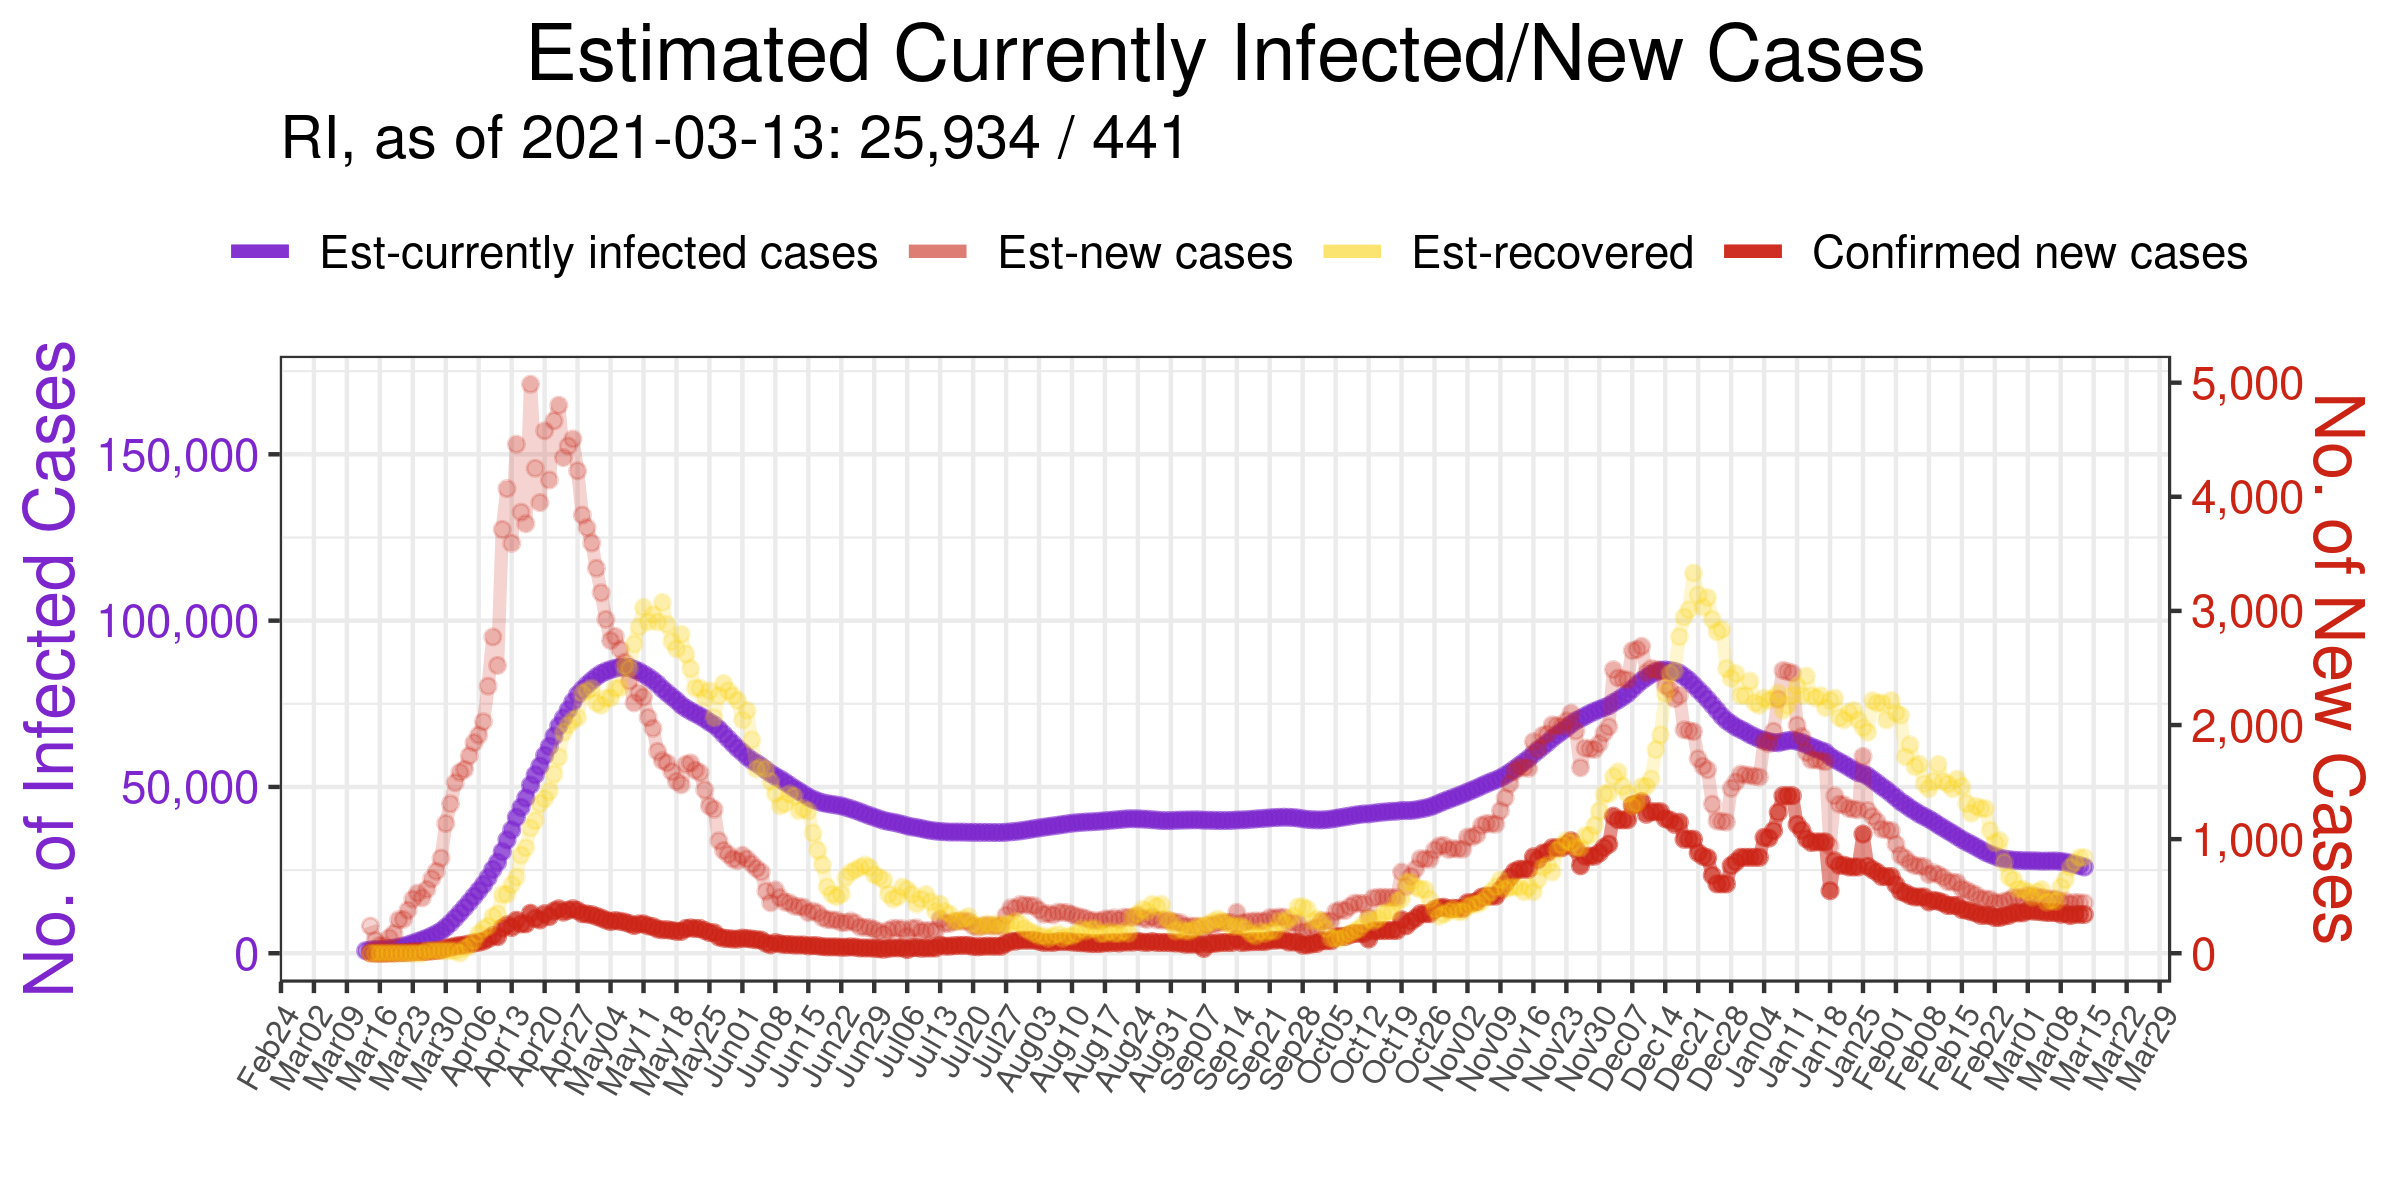 Estimated Currently Infected/New Cases
RI, as of 2021-03-13: 25,934 / 441
Est-currently infected cases Est-new cases Est-recovered Confirmed new cases
No. of Infected Cases
150,000
100,000
50,000
0
5,000
4,000
3,000
2,000
1,000
0
No. of New Cases
Feb24 Mar02 Mar09 Mar16 Mar23 Mar30 Apr06 Apr13 Apr20 Apr27 May04 May11 May18 May25 Jun01 Jun08 Jun15 Jun22 Jun29 Jul06 Jul13 Jul20 Jul27 Aug03 Aug10 Aug17 Aug24 Aug31 Sep07 Sep14 Sep21 Sep28 Oct05 Oct12 Oct19 Oct26 Nov02 Nov09 Nov16 Nov23 Nov30 Dec07 Dec14 Dec21 Dec28 Jan04 Jan11 Jan18 Jan25 Feb01 Feb08 Feb15 Feb22 Mar01 Mar08 Mar15 Mar22 Mar29